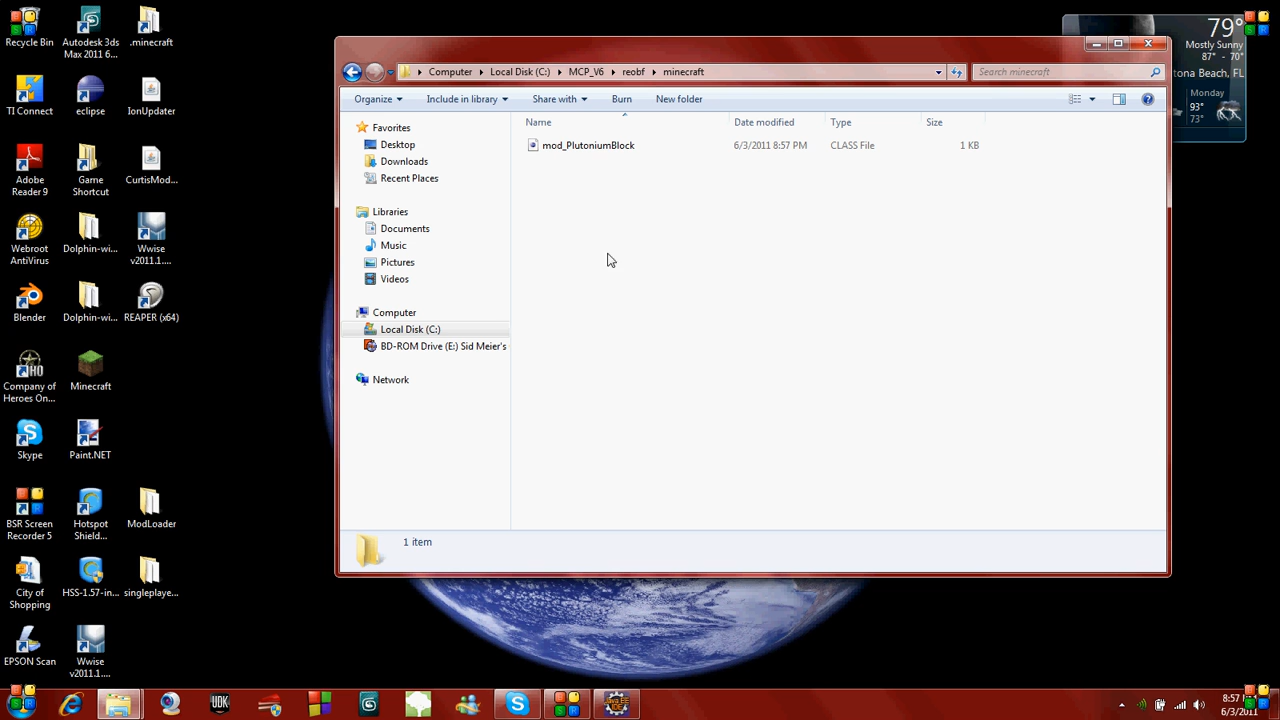 Recycle Bin
Autodesk 3ds
Max 2011 6...
.minecraft
TI Connect
eclipse
IonUpdater
Adobe
Reader 9
Game
Shortcut
CurtisMod...
Webroot
AntiVirus
Dolphin-wi...
Wwise
v2011.1....
Blender
Dolphin-wi...
REAPER (x64)
Company of
Heroes On...
Minecraft
Skype
Paint.NET
BSR Screen
Recorder 5
Hotspot
Shield...
ModLoader
City of
Shopping
HSS-1.57-in...
singleplaye...
EPSON Scan
Wwise
v2011.1....
Computer
Local Disk (C:)
MCP_V6
reobf
minecraft
Search minecraft
Organize
Include in library
Share with
Burn
New folder
Favorites
Desktop
Downloads
Recent Places
Libraries
Documents
Music
Pictures
Videos
Computer
Local Disk (C:)
BD-ROM Drive (E:) Sid Meier's
Network
Name
Date modified
Type
Size
mod_PlutoniumBlock
6/3/2011 8:57 PM
CLASS File
1 KB
1 item
79°
Mostly Sunny
87° - 70°
tona Beach, FL
Monday
93°
73°
UDK
Java EE
IDE
8:57 P
6/3/2011